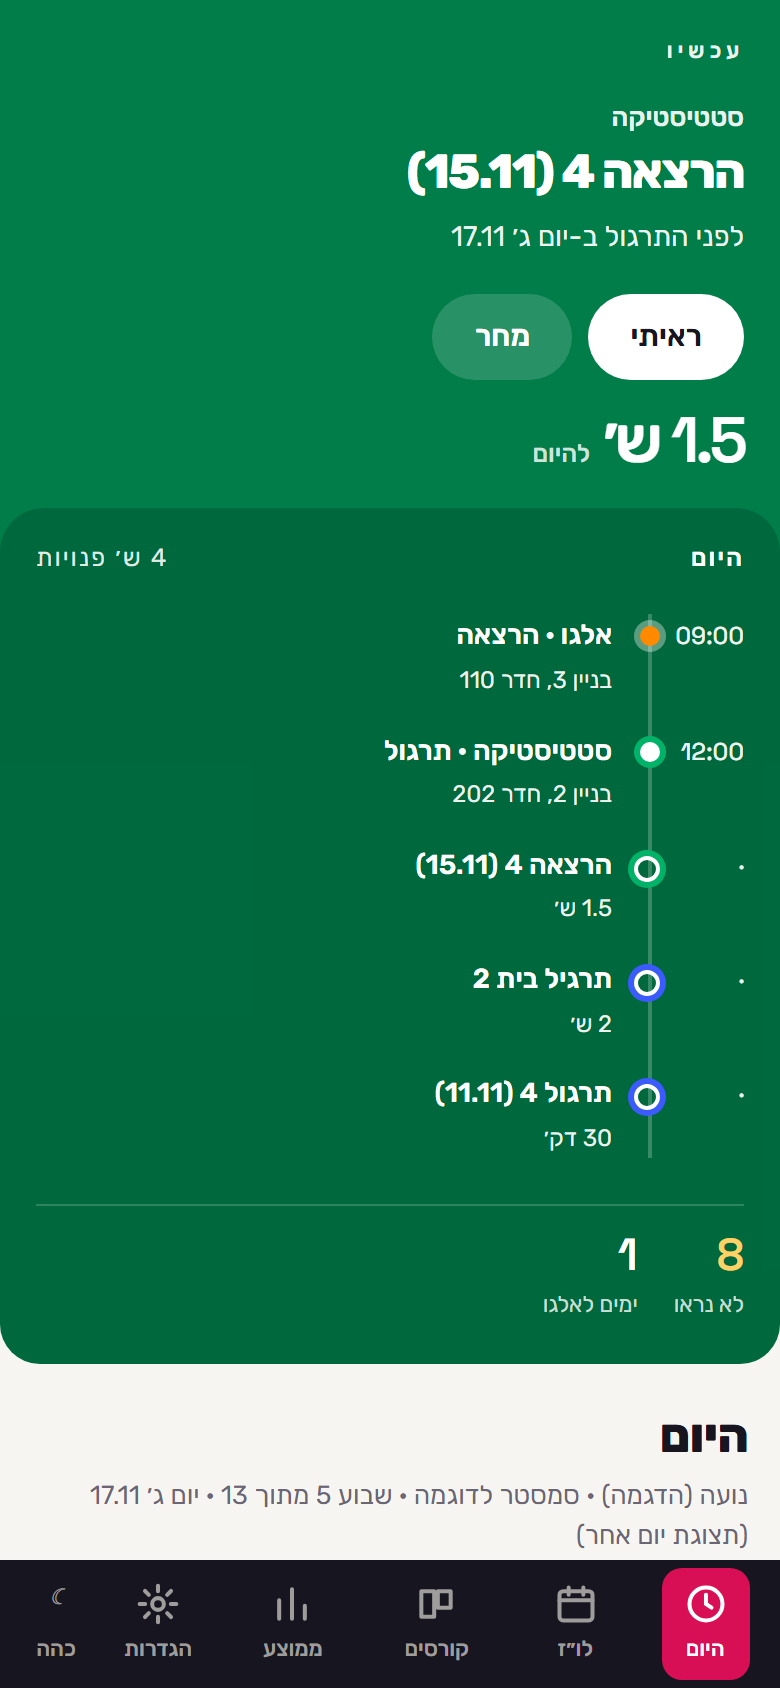 עכשיו
סטטיסטיקה
הרצאה 4 (15.11)
לפני התרגול ב-יום ג׳ 17.11
ראיתי מחר
1.5 ש׳ להיום
היום 4 ש׳ פנויות
09:00 אלגו • הרצאה
בניין 3, חדר 110
12:00 סטטיסטיקה • תרגול
בניין 2, חדר 202
· הרצאה 4 (15.11)
1.5 ש׳
· תרגיל בית 2
2 ש׳
· תרגול 4 (11.11)
30 דק׳
8 1
לא נראו ימים לאלגו
היום
נועה (הדגמה) • סמסטר לדוגמה • שבוע 5 מתוך 13 • יום ג׳ 17.11
(תצוגת יום אחר)
היום לו״ז קורסים ממוצע הגדרות כהה